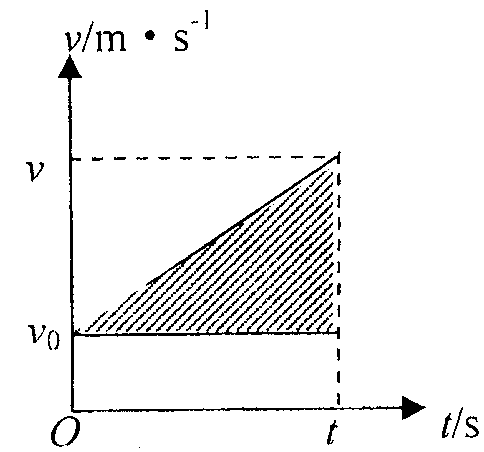 v/m • s⁻¹
v
v₀
O
t
t/s